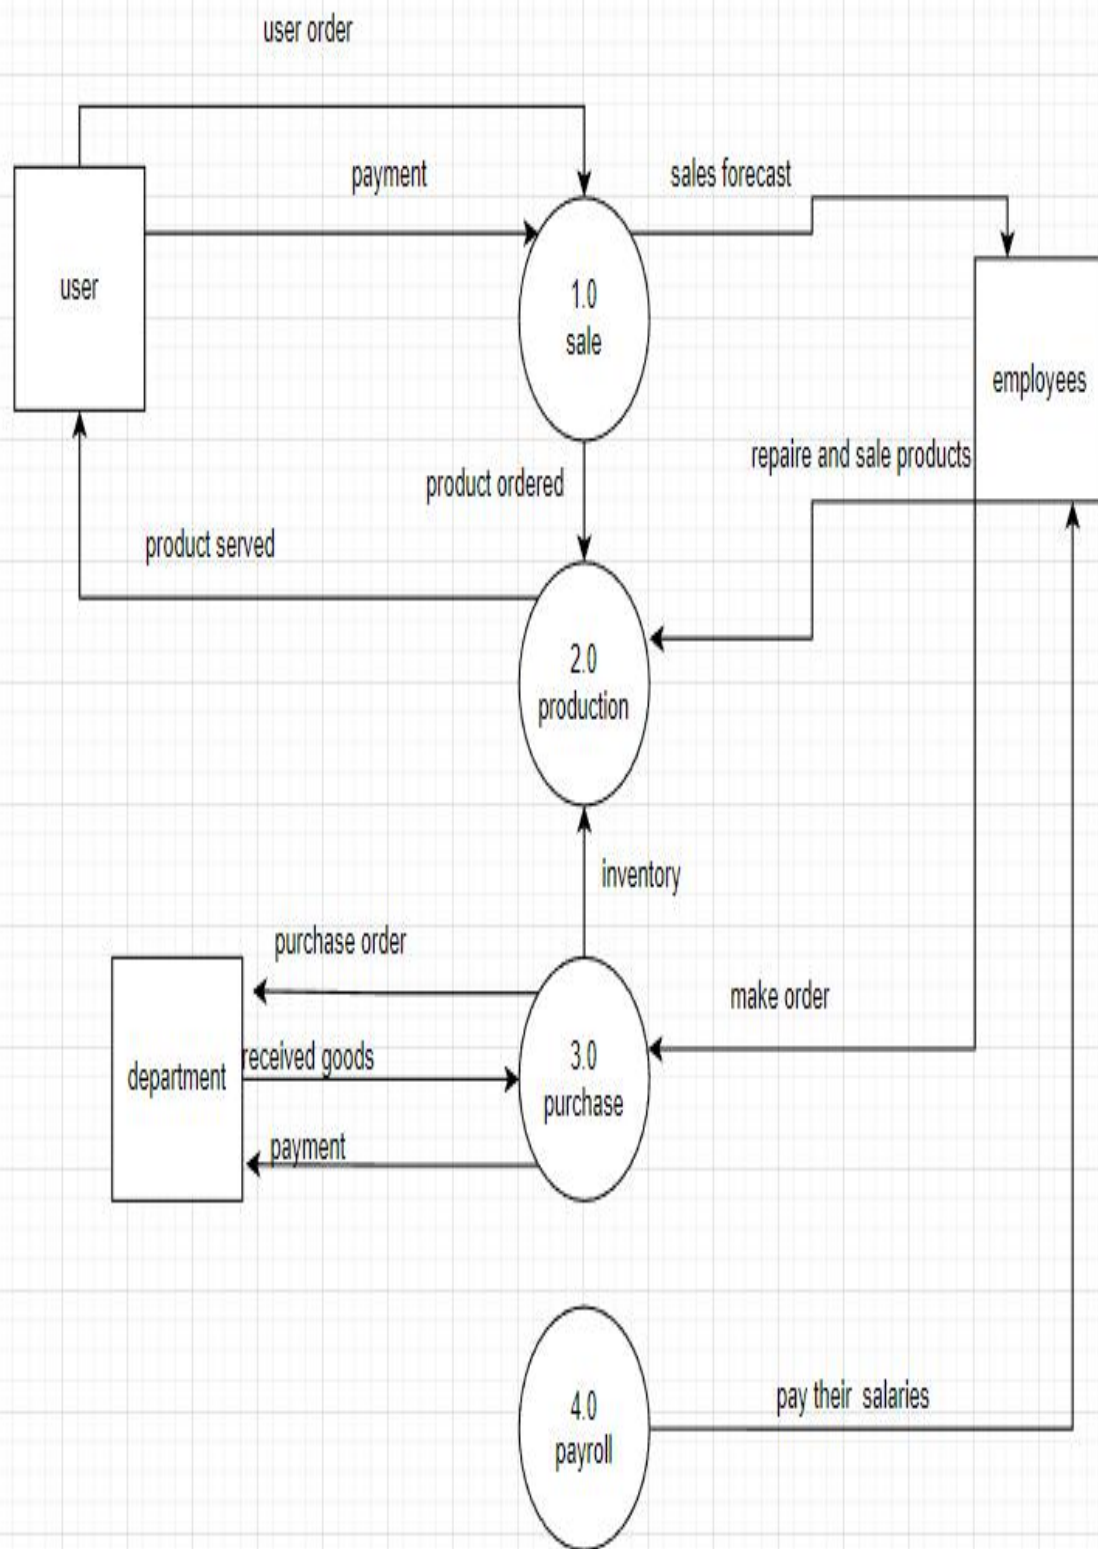 user order
payment
sales forecast
user
1.0
sale
employees
repaire and sale products
product ordered
product served
2.0
production
inventory
purchase order
make order
received goods
department
3.0
purchase
payment
pay their salaries
4.0
payroll